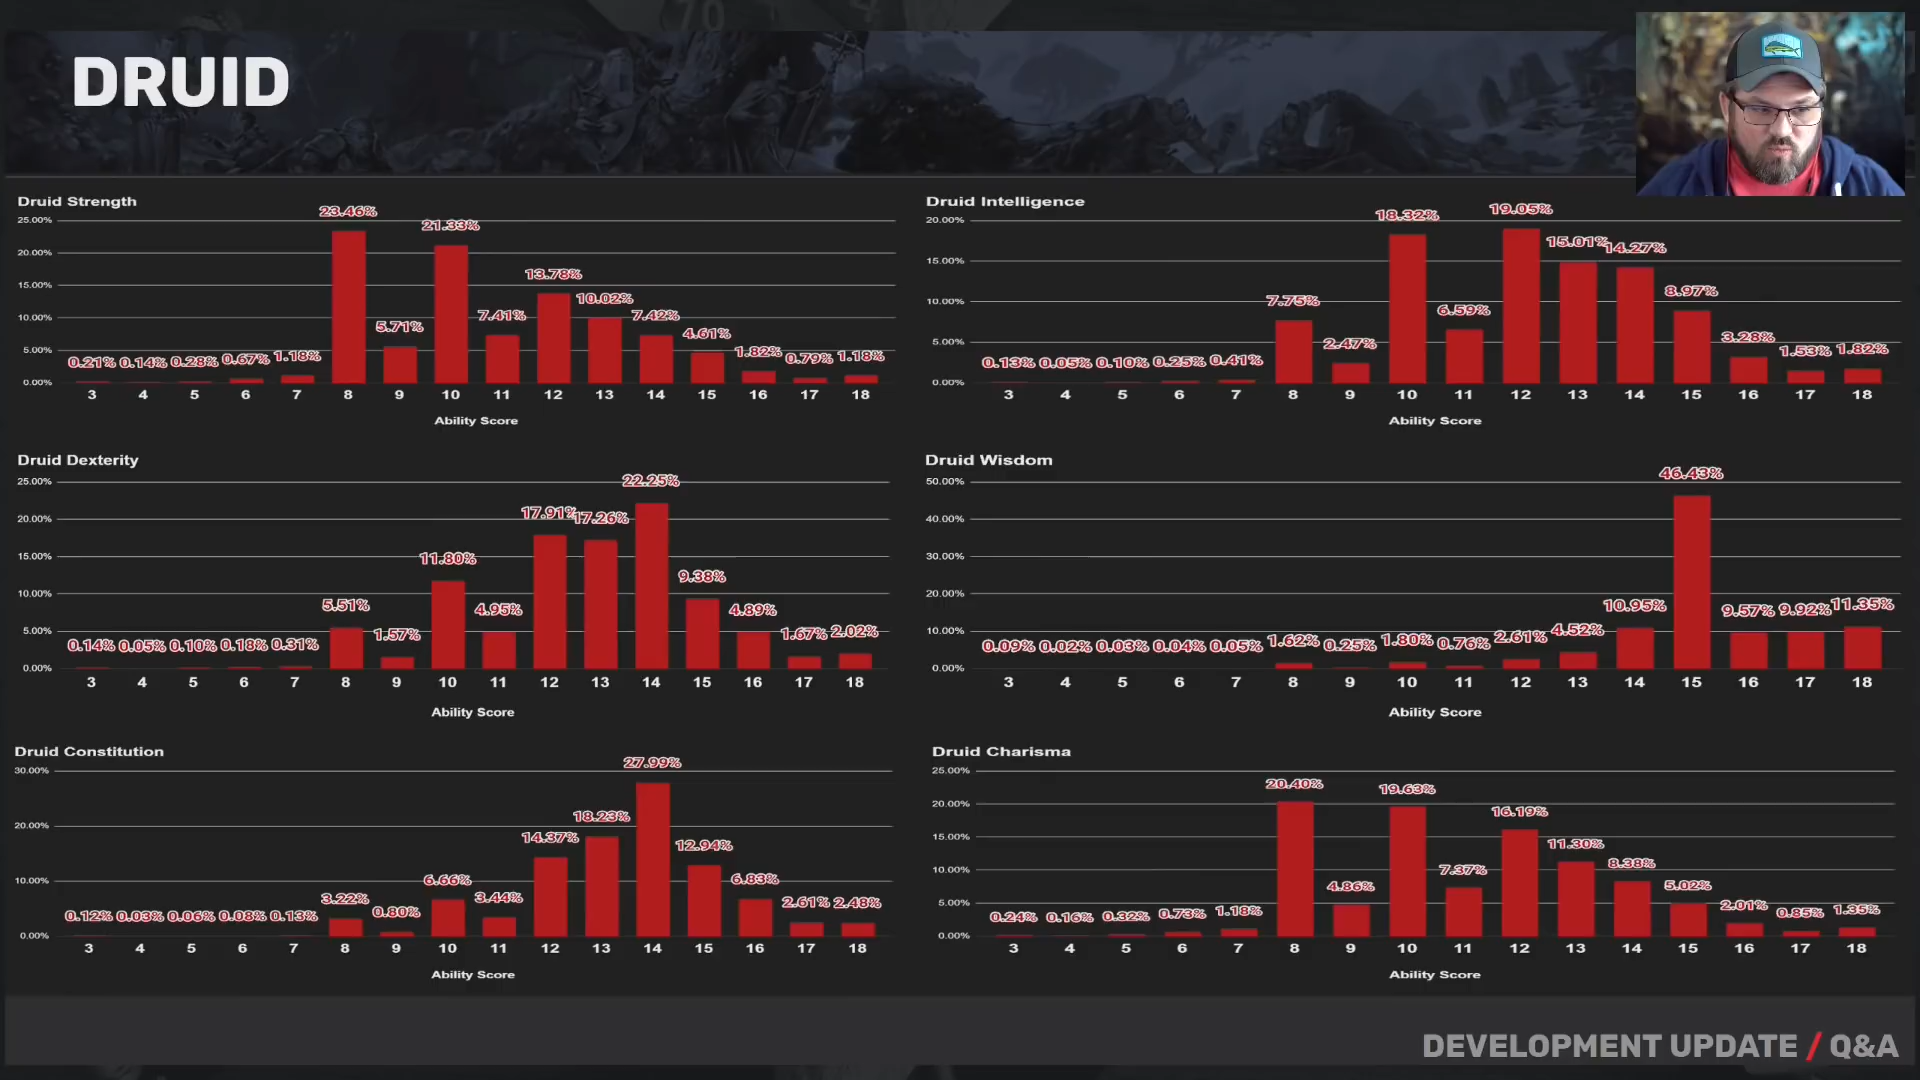 DRUID
Druid Strength
25.00%
20.00%
15.00%
10.00%
5.00%
0.00%
0.21% 0.14% 0.28% 0.67% 1.18% 23.46% 5.71% 21.33% 7.41% 13.78% 10.02% 7.42% 4.61% 1.82% 0.79% 1.18%
3 4 5 6 7 8 9 10 11 12 13 14 15 16 17 18
Ability Score
Druid Intelligence
20.00%
15.00%
10.00%
5.00%
0.00%
0.13% 0.05% 0.10% 0.25% 0.41% 7.75% 2.47% 18.32% 6.59% 19.05% 15.01% 14.27% 8.97% 3.28% 1.53% 1.82%
3 4 5 6 7 8 9 10 11 12 13 14 15 16 17 18
Ability Score
Druid Dexterity
25.00%
20.00%
15.00%
10.00%
5.00%
0.00%
0.14% 0.05% 0.10% 0.18% 0.31% 5.51% 1.57% 11.80% 4.95% 17.91% 17.26% 22.25% 9.38% 4.89% 1.67% 2.02%
3 4 5 6 7 8 9 10 11 12 13 14 15 16 17 18
Ability Score
Druid Wisdom
50.00%
40.00%
30.00%
20.00%
10.00%
0.00%
0.09% 0.02% 0.03% 0.04% 0.05% 1.62% 0.25% 1.80% 0.76% 2.61% 4.52% 10.95% 46.43% 9.57% 9.92% 11.35%
3 4 5 6 7 8 9 10 11 12 13 14 15 16 17 18
Ability Score
Druid Constitution
30.00%
20.00%
10.00%
0.00%
0.12% 0.03% 0.06% 0.08% 0.13% 3.22% 0.80% 6.66% 3.44% 14.37% 18.23% 27.99% 12.94% 6.83% 2.61% 2.48%
3 4 5 6 7 8 9 10 11 12 13 14 15 16 17 18
Ability Score
Druid Charisma
25.00%
20.00%
15.00%
10.00%
5.00%
0.00%
0.24% 0.16% 0.32% 0.73% 1.18% 20.40% 4.86% 19.63% 7.37% 16.19% 11.30% 8.38% 5.02% 2.01% 0.85% 1.35%
3 4 5 6 7 8 9 10 11 12 13 14 15 16 17 18
Ability Score
DEVELOPMENT UPDATE / Q&A